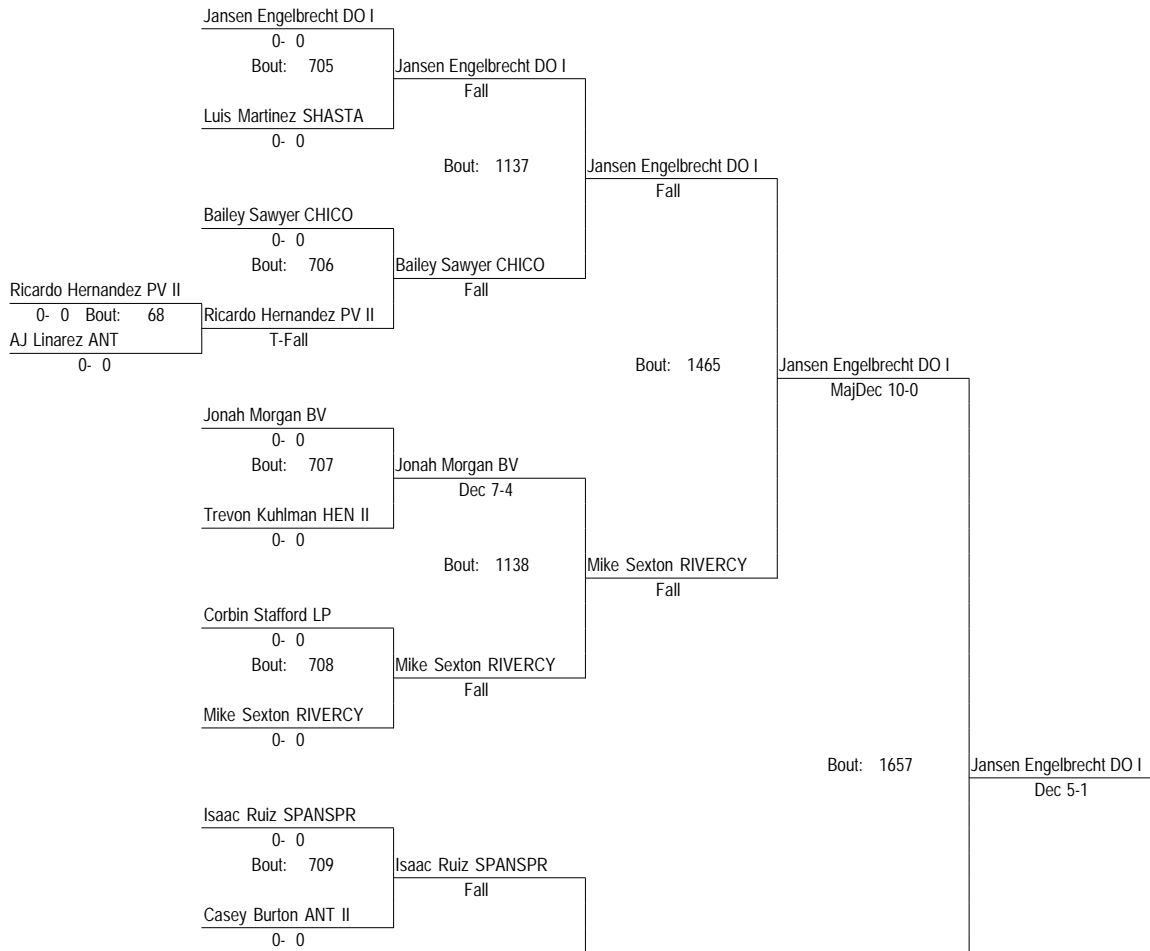 Jansen Engelbrecht DO I
0- 0
Bout: 705
Jansen Engelbrecht DO I
Fall
Luis Martinez SHASTA
0- 0
Bout: 1137
Jansen Engelbrecht DO I
Fall
Bailey Sawyer CHICO
0- 0
Bout: 706
Bailey Sawyer CHICO
Fall
Ricardo Hernandez PV II
0- 0 Bout: 68
Ricardo Hernandez PV II
T-Fall
AJ Linarez ANT
0- 0
Bout: 1465
Jansen Engelbrecht DO I
MajDec 10-0
Jonah Morgan BV
0- 0
Bout: 707
Jonah Morgan BV
Dec 7-4
Trevon Kuhlman HEN II
0- 0
Bout: 1138
Mike Sexton RIVERCY
Fall
Corbin Stafford LP
0- 0
Bout: 708
Mike Sexton RIVERCY
Fall
Mike Sexton RIVERCY
0- 0
Bout: 1657
Jansen Engelbrecht DO I
Dec 5-1
Isaac Ruiz SPANSPR
0- 0
Bout: 709
Isaac Ruiz SPANSPR
Fall
Casey Burton ANT II
0- 0